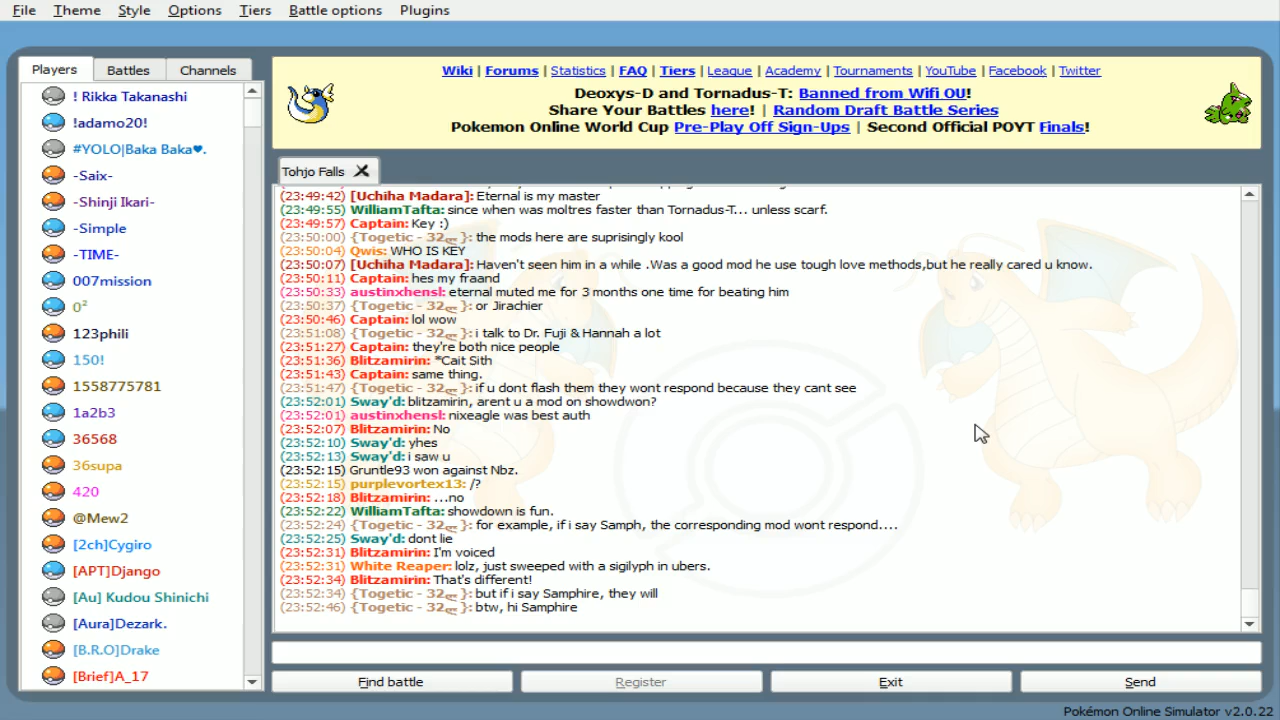 File Theme Style Options Tiers Battle options Plugins
Players Battles Channels
! Rikka Takanashi
!adamo20!
#YOLO|Baka Baka♥.
-Saix-
-Shinji Ikari-
-Simple
-TIME-
007mission
0²
123phili
150!
1558775781
1a2b3
36568
36supa
420
@Mew2
[2ch]Cygiro
[APT]Django
[Au] Kudou Shinichi
[Aura]Dezark.
[B.R.O]Drake
[Brief]A_17
Wiki | Forums | Statistics | FAQ | Tiers | League | Academy | Tournaments | YouTube | Facebook | Twitter
Deoxys-D and Tornadus-T: Banned from Wifi OU!
Share Your Battles here! | Random Draft Battle Series
Pokemon Online World Cup Pre-Play Off Sign-Ups | Second Official POYT Finals!
Tohjo Falls
(23:49:42) [Uchiha Madara]: Eternal is my master
(23:49:55) WilliamTafta: since when was moltres faster than Tornadus-T... unless scarf.
(23:49:57) Captain: Key :)
(23:50:00) {Togetic - 32}: the mods here are suprisingly kool
(23:50:04) Qwis: WHO IS KEY
(23:50:07) [Uchiha Madara]: Haven't seen him in a while .Was a good mod he use tough love methods,but he really cared u know.
(23:50:11) Captain: hes my fraand
(23:50:33) austinxhensl: eternal muted me for 3 months one time for beating him
(23:50:37) {Togetic - 32}: or Jirachier
(23:50:46) Captain: lol wow
(23:51:08) {Togetic - 32}: i talk to Dr. Fuji & Hannah a lot
(23:51:27) Captain: they're both nice people
(23:51:36) Blitzamirin: *Cait Sith
(23:51:43) Captain: same thing.
(23:51:47) {Togetic - 32}: if u dont flash them they wont respond because they cant see
(23:52:01) Sway'd: blitzamirin, arent u a mod on showdwon?
(23:52:01) austinxhensl: nixeagle was best auth
(23:52:07) Blitzamirin: No
(23:52:10) Sway'd: yhes
(23:52:13) Sway'd: i saw u
(23:52:15) Gruntle93 won against Nbz.
(23:52:15) purplevortex13: /?
(23:52:18) Blitzamirin: ...no
(23:52:22) WilliamTafta: showdown is fun.
(23:52:24) {Togetic - 32}: for example, if i say Samph, the corresponding mod wont respond....
(23:52:25) Sway'd: dont lie
(23:52:31) Blitzamirin: I'm voiced
(23:52:31) White Reaper: lolz, just sweeped with a sigilyph in ubers.
(23:52:34) Blitzamirin: That's different!
(23:52:34) {Togetic - 32}: but if i say Samphire, they will
(23:52:46) {Togetic - 32}: btw, hi Samphire
Find battle Register Exit Send
Pokémon Online Simulator v2.0.22